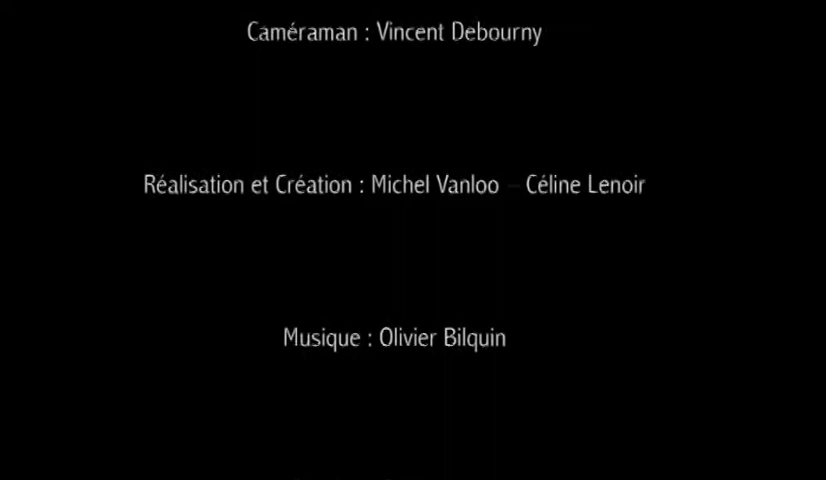 Caméraman : Vincent Debourny
Réalisation et Création : Michel Vanloo – Céline Lenoir
Musique : Olivier Bilquin